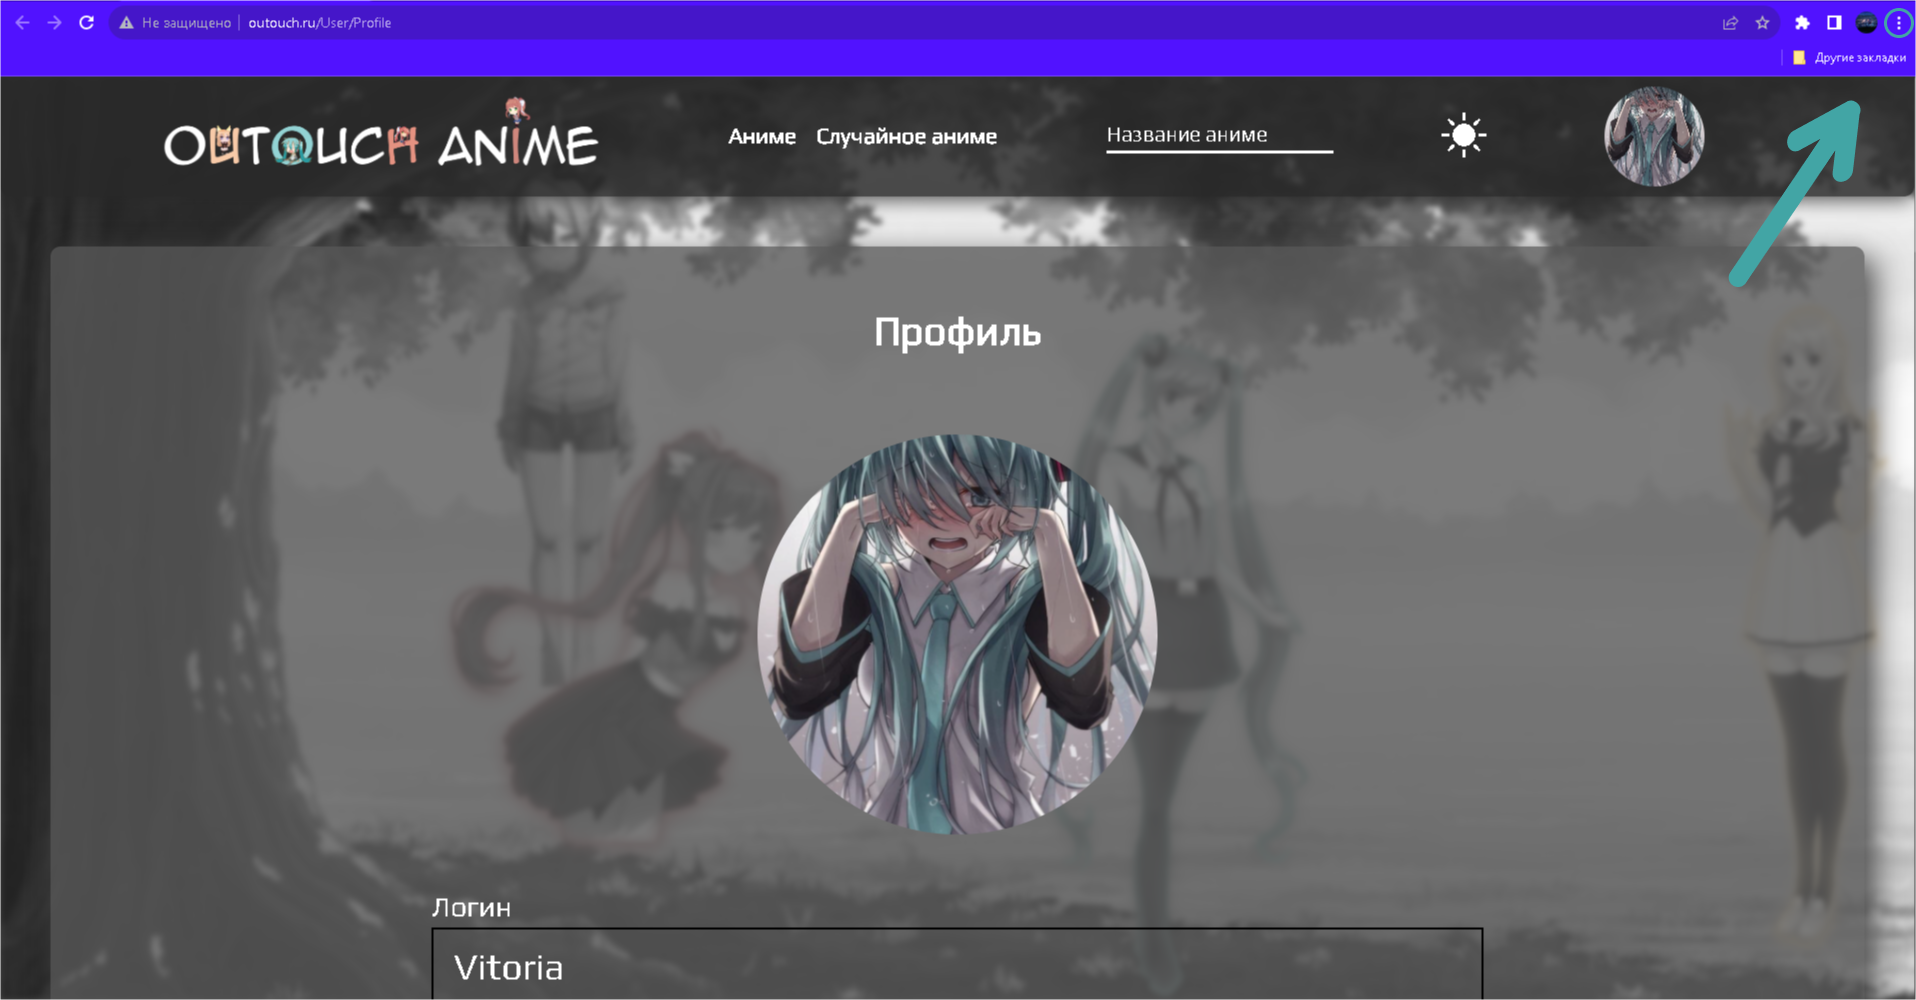 Не защищено | outouch.ru/User/Profile
Другие закладки
OUTOUCH ANIME
Аниме Случайное аниме Название аниме
Профиль
Логин
Vitoria